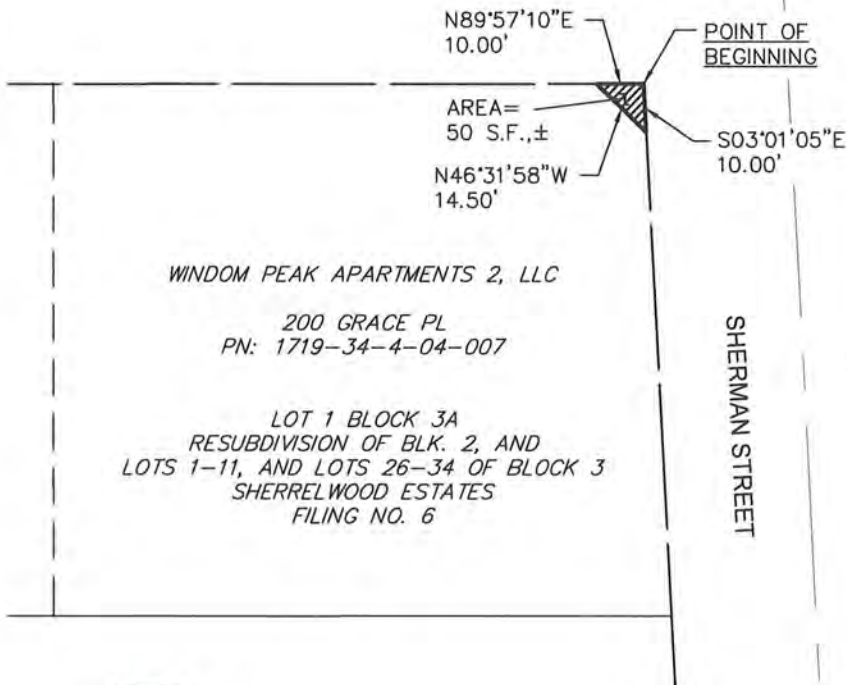 N89°57'10"E
10.00'
POINT OF
BEGINNING
AREA=
50 S.F.,±
S03°01'05"E
10.00'
N46°31'58"W
14.50'
WINDOM PEAK APARTMENTS 2, LLC
200 GRACE PL
PN: 1719-34-4-04-007
LOT 1 BLOCK 3A
RESUBDIVISION OF BLK. 2, AND
LOTS 1-11, AND LOTS 26-34 OF BLOCK 3
SHERRELWOOD ESTATES
FILING NO. 6
SHERMAN STREET